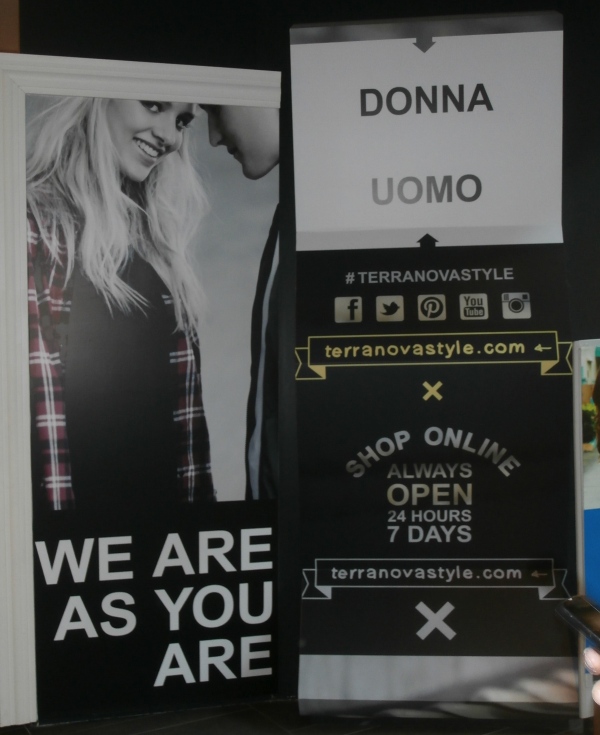 WE ARE
AS YOU
ARE
DONNA
UOMO
#TERRANOVASTYLE
f
You
Tube
terranovastyle.com
SHOP ONLINE
ALWAYS
OPEN
24 HOURS
7 DAYS
terranovastyle.com